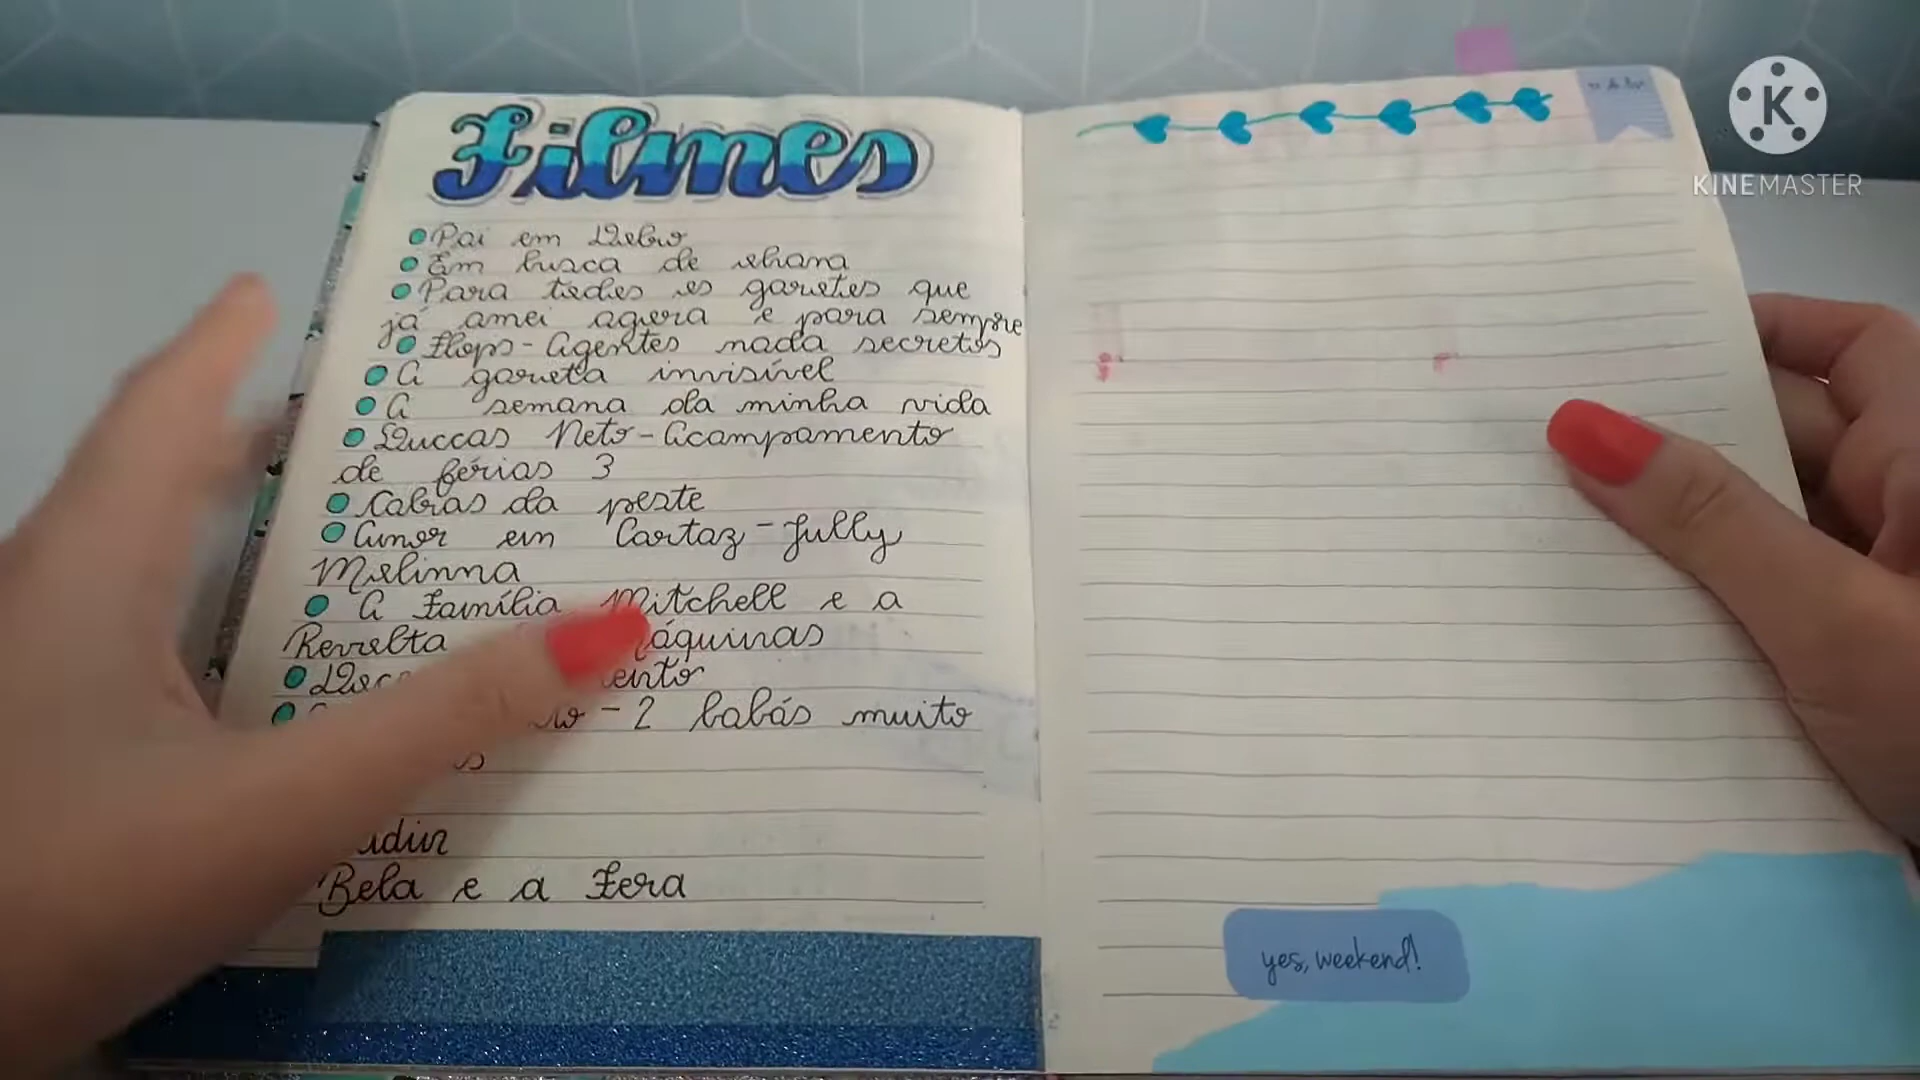 Filmes
Pai em Dobro
Em busca de ohana
Para todos os garotos que
já amei agora e para sempre
Flops - Agentes nada secretos
A garota invisível
A semana da minha vida
Luccas Neto - Acampamento
de férias 3
Cabras da peste
Amor em Cartaz - Jully
Molinna
A Família Mitchell e a
Revolta máquinas
- 2 babás muito
Bela e a Fera
yes, weekend!
KINEMASTER